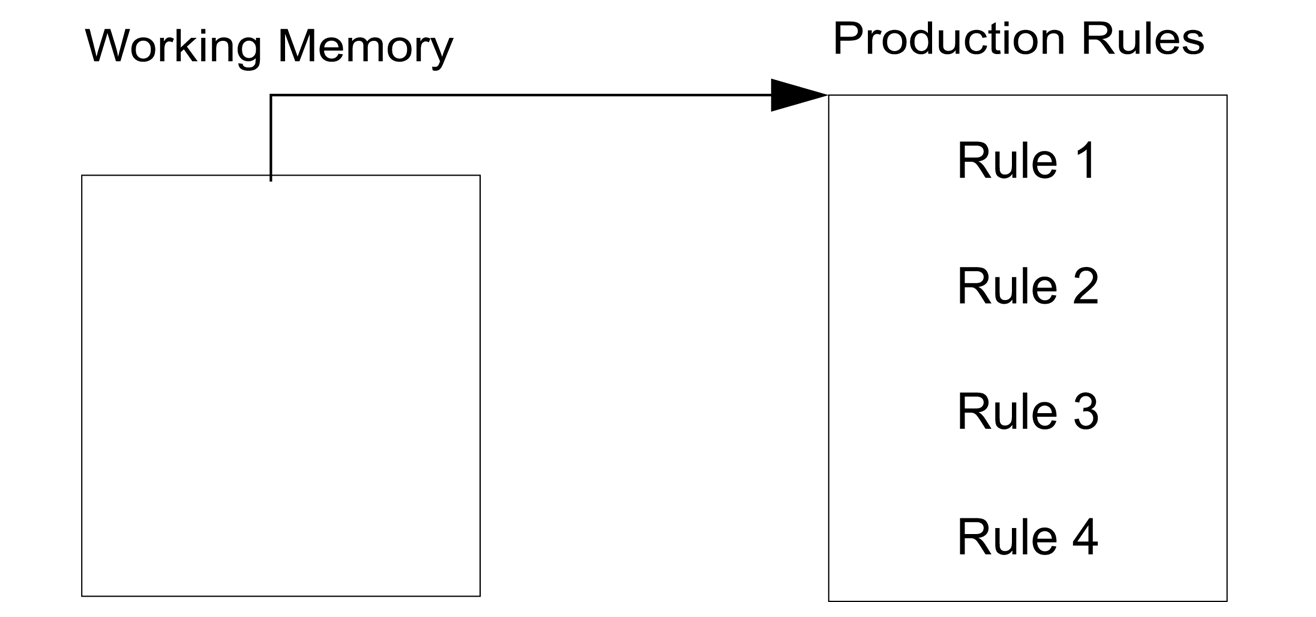 Working Memory
Production Rules
Rule 1
Rule 2
Rule 3
Rule 4